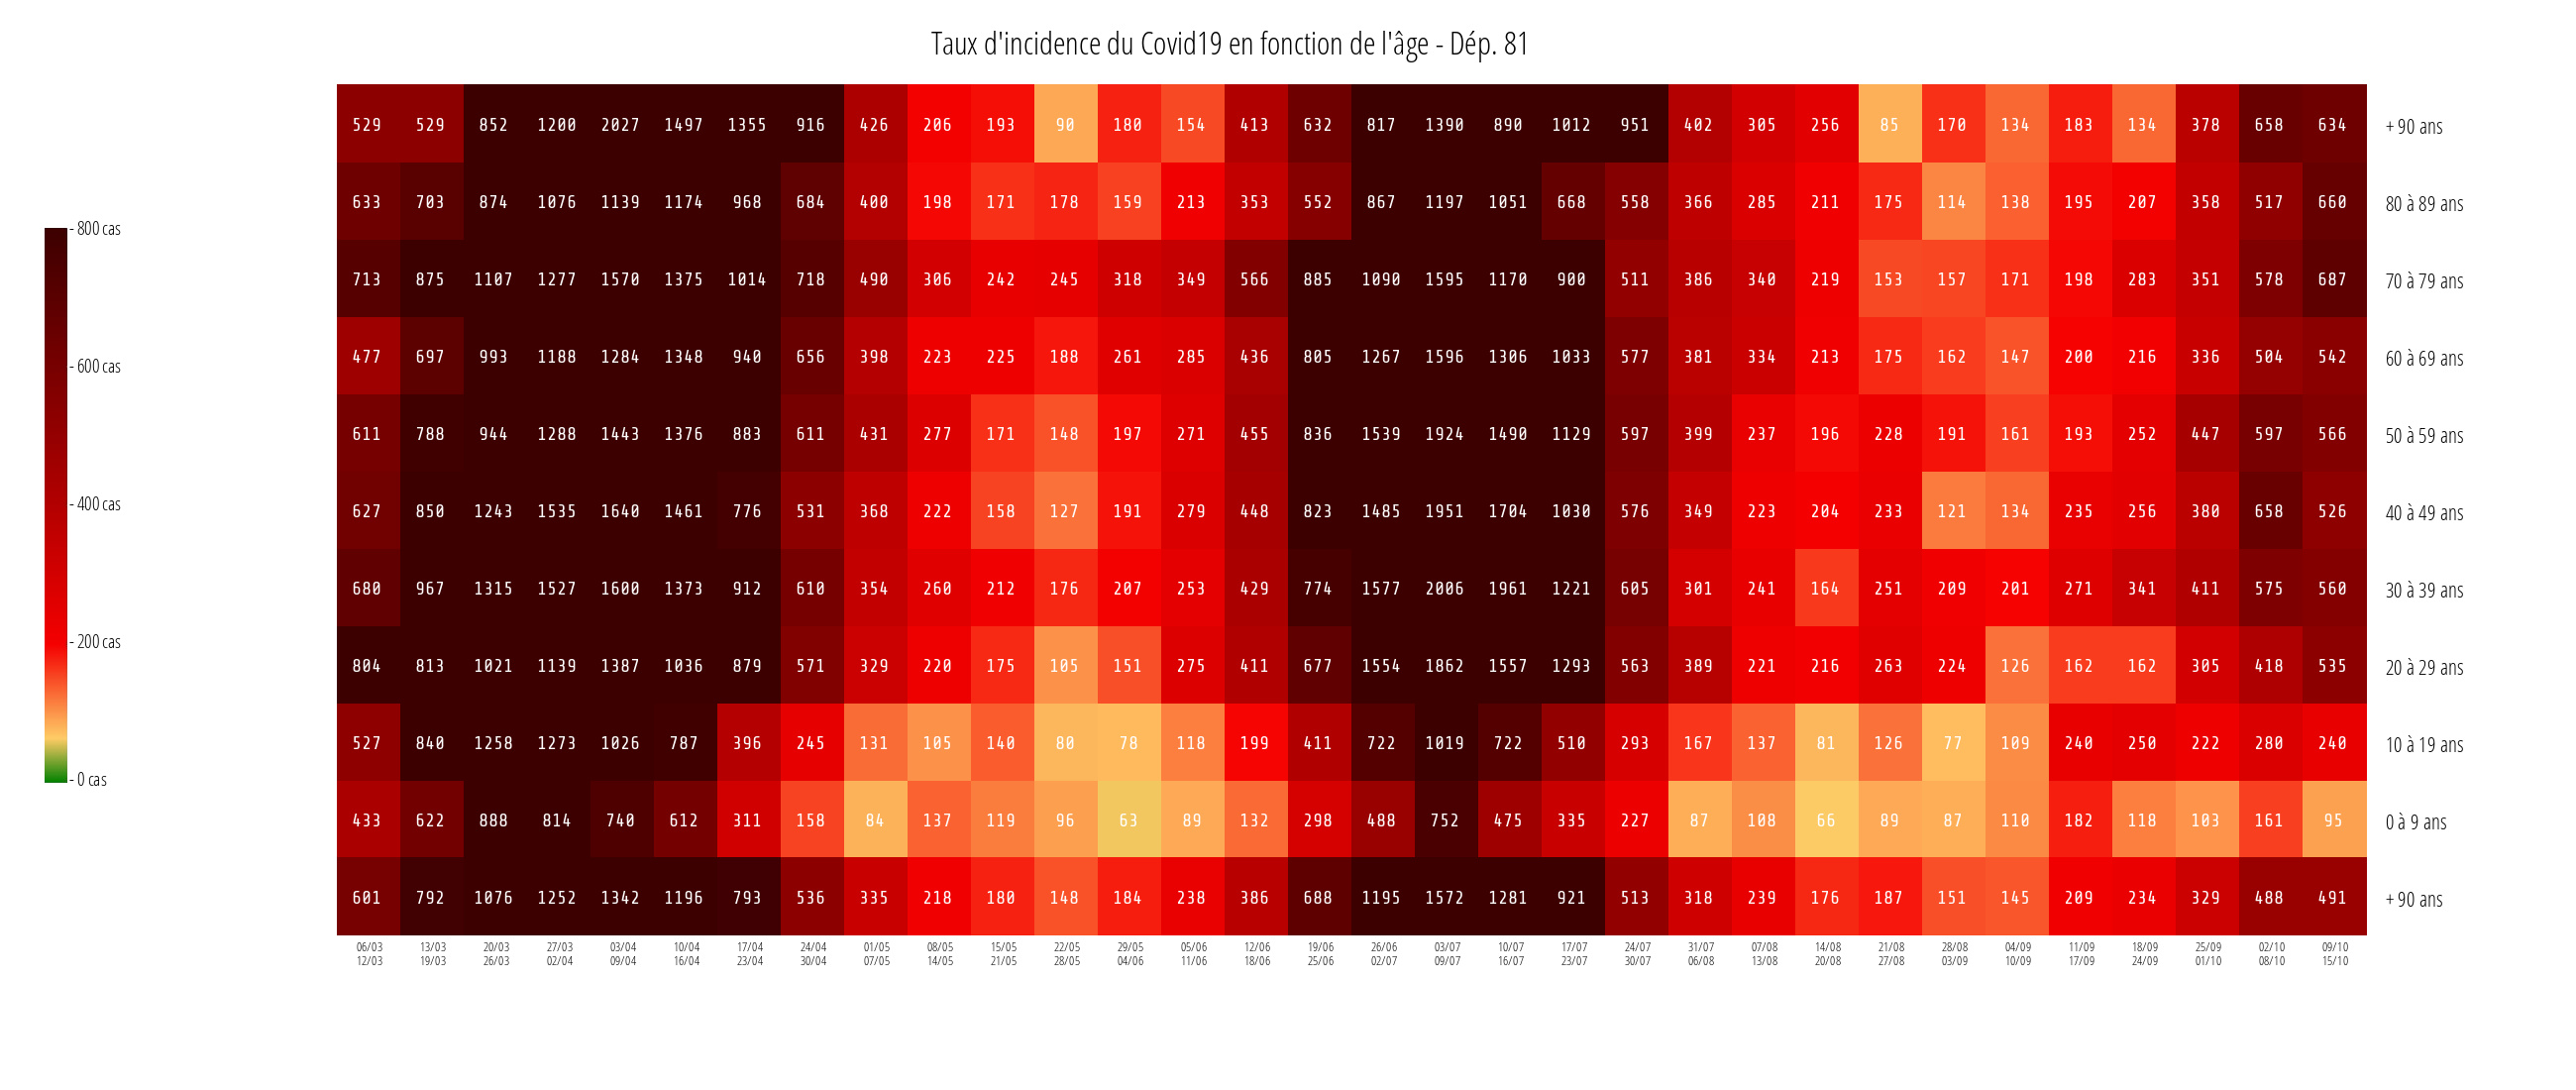 Taux d'incidence du Covid19 en fonction de l'âge - Dép. 81
- 800 cas
- 600 cas
- 400 cas
- 200 cas
- 0 cas
529 529 852 1200 2027 1497 1355 916 426 206 193 90 180 154 413 632 817 1390 890 1012 951 402 305 256 85 170 134 183 134 378 658 634 + 90 ans
633 703 874 1076 1139 1174 968 684 400 198 171 178 159 213 353 552 867 1197 1051 668 558 366 285 211 175 114 138 195 207 358 517 660 80 à 89 ans
713 875 1107 1277 1570 1375 1014 718 490 306 242 245 318 349 566 885 1090 1595 1170 900 511 386 340 219 153 157 171 198 283 351 578 687 70 à 79 ans
477 697 993 1188 1284 1348 940 656 398 223 225 188 261 285 436 805 1267 1596 1306 1033 577 381 334 213 175 162 147 200 216 336 504 542 60 à 69 ans
611 788 944 1288 1443 1376 883 611 431 277 171 148 197 271 455 836 1539 1924 1490 1129 597 399 237 196 228 191 161 193 252 447 597 566 50 à 59 ans
627 850 1243 1535 1640 1461 776 531 368 222 158 127 191 279 448 823 1485 1951 1704 1030 576 349 223 204 233 121 134 235 256 380 658 526 40 à 49 ans
680 967 1315 1527 1600 1373 912 610 354 260 212 176 207 253 429 774 1577 2006 1961 1221 605 301 241 164 251 209 201 271 341 411 575 560 30 à 39 ans
804 813 1021 1139 1387 1036 879 571 329 220 175 105 151 275 411 677 1554 1862 1557 1293 563 389 221 216 263 224 126 162 162 305 418 535 20 à 29 ans
527 840 1258 1273 1026 787 396 245 131 105 140 80 78 118 199 411 722 1019 722 510 293 167 137 81 126 77 109 240 250 222 280 240 10 à 19 ans
433 622 888 814 740 612 311 158 84 137 119 96 63 89 132 298 488 752 475 335 227 87 108 66 89 87 110 182 118 103 161 95 0 à 9 ans
601 792 1076 1252 1342 1196 793 536 335 218 180 148 184 238 386 688 1195 1572 1281 921 513 318 239 176 187 151 145 209 234 329 488 491 + 90 ans
06/03 13/03 20/03 27/03 03/04 10/04 17/04 24/04 01/05 08/05 15/05 22/05 29/05 05/06 12/06 19/06 26/06 03/07 10/07 17/07 24/07 31/07 07/08 14/08 21/08 28/08 04/09 11/09 18/09 25/09 02/10 09/10
12/03 19/03 26/03 02/04 09/04 16/04 23/04 30/04 07/05 14/05 21/05 28/05 04/06 11/06 18/06 25/06 02/07 09/07 16/07 23/07 30/07 06/08 13/08 20/08 27/08 03/09 10/09 17/09 24/09 01/10 08/10 15/10